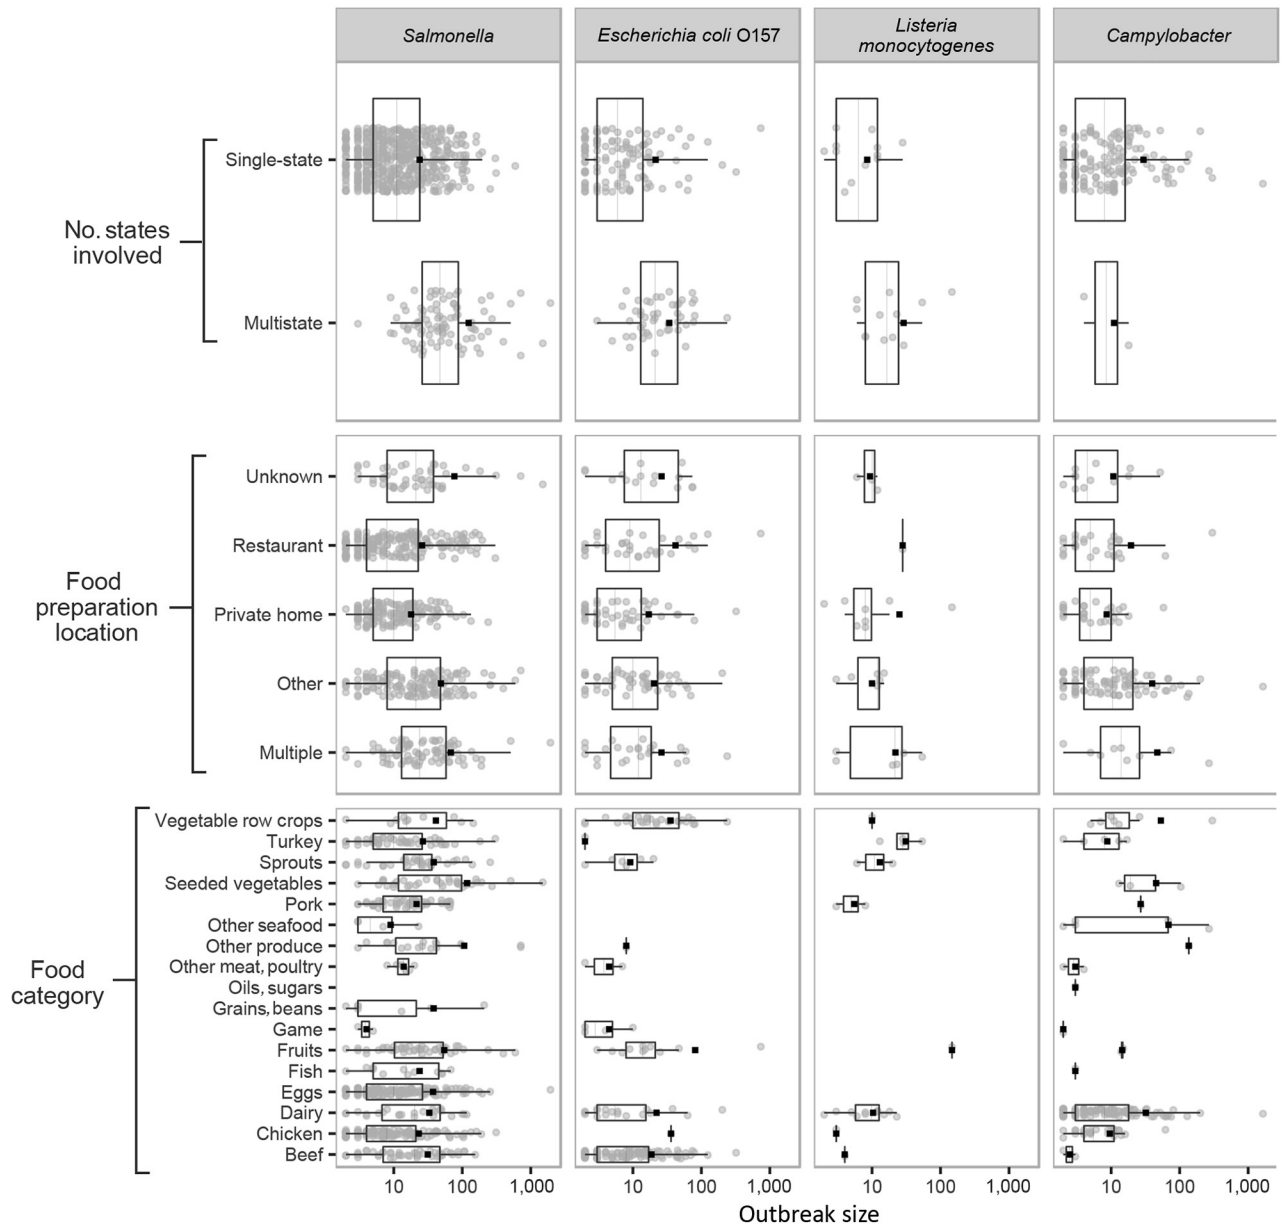 Salmonella
Escherichia coli O157
Listeria
monocytogenes
Campylobacter
No. states
involved
Single-state
Multistate
Food
preparation
location
Unknown
Restaurant
Private home
Other
Multiple
Food
category
Vegetable row crops
Turkey
Sprouts
Seeded vegetables
Pork
Other seafood
Other produce
Other meat, poultry
Oils, sugars
Grains, beans
Game
Fruits
Fish
Eggs
Dairy
Chicken
Beef
10 100 1,000 10 100 1,000 10 100 1,000 10 100 1,000
Outbreak size